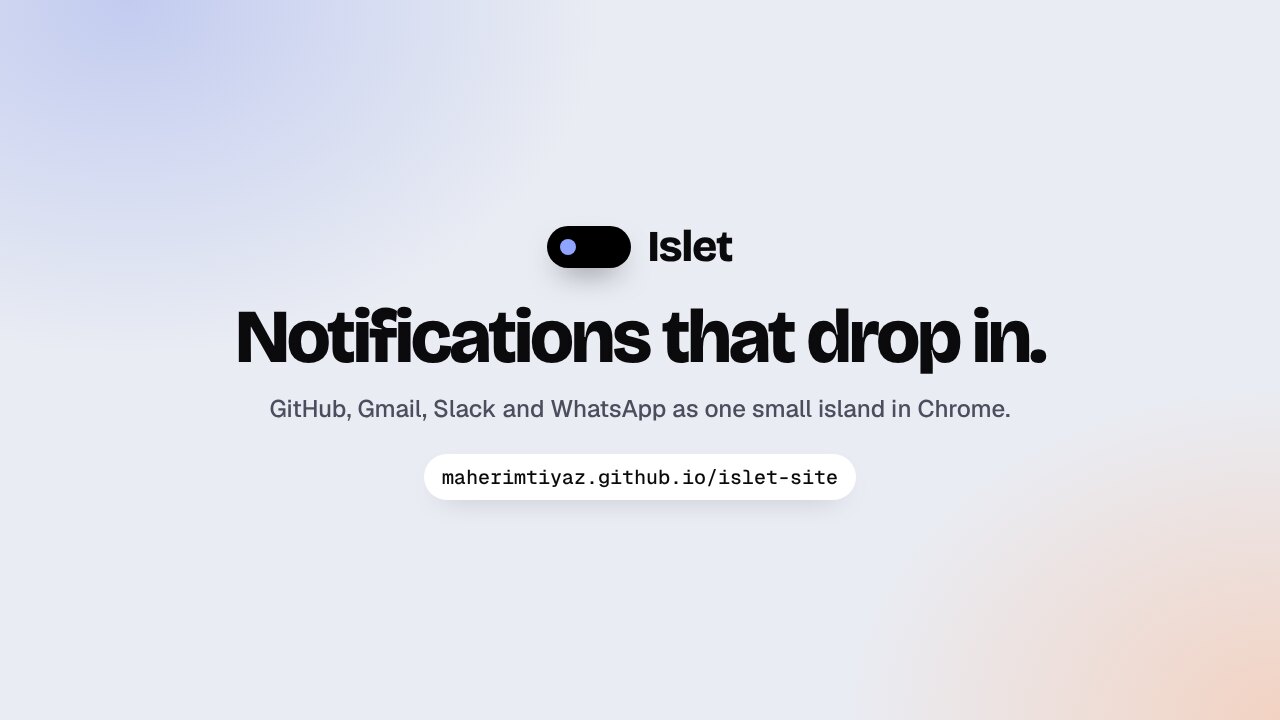 Islet
Notifications that drop in.
GitHub, Gmail, Slack and WhatsApp as one small island in Chrome.
maherimtiyaz.github.io/islet-site